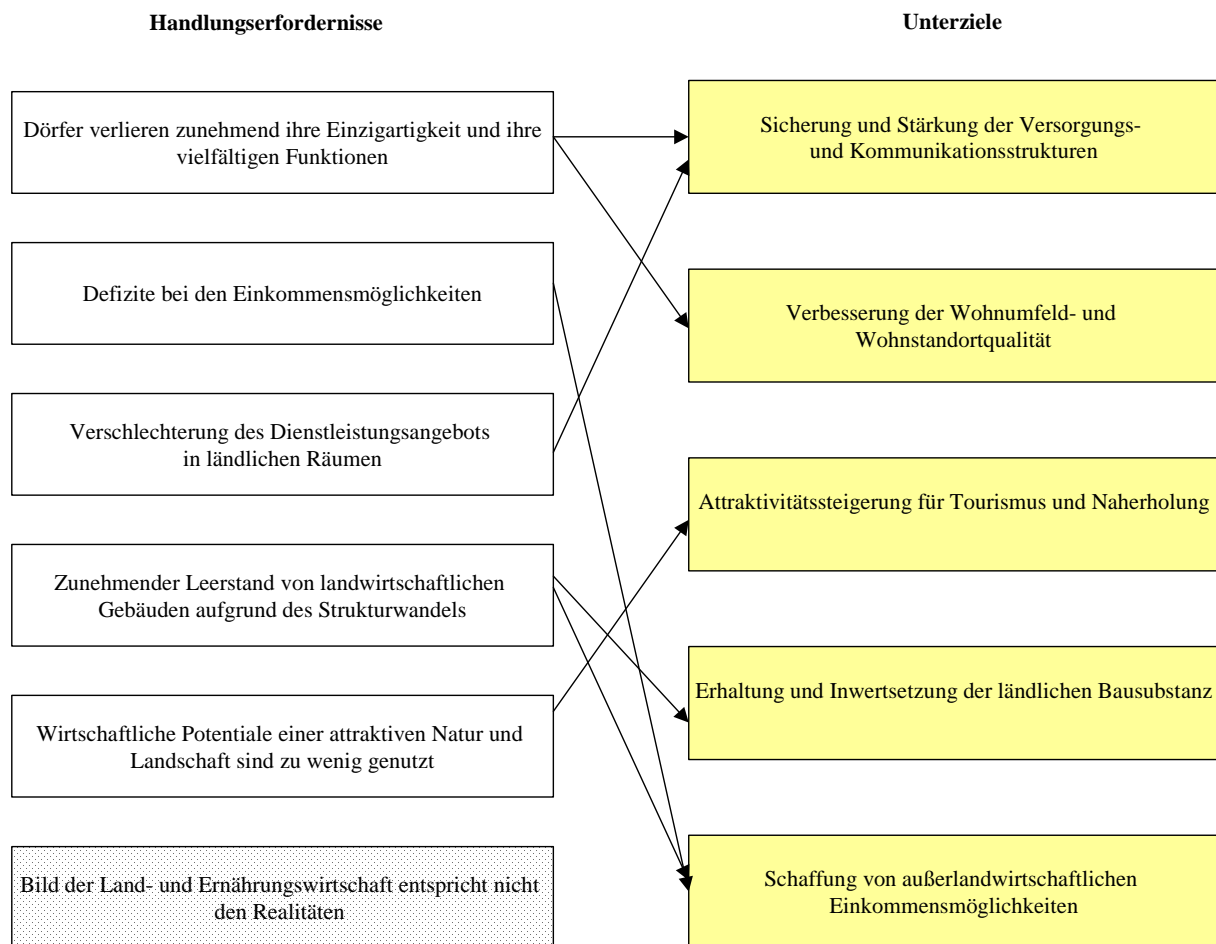 Handlungserfordernisse
Unterziele
Dörfer verlieren zunehmend ihre Einzigartigkeit und ihre
vielfältigen Funktionen
Defizite bei den Einkommensmöglichkeiten
Verschlechterung des Dienstleistungsangebots
in ländlichen Räumen
Zunehmender Leerstand von landwirtschaftlichen
Gebäuden aufgrund des Strukturwandels
Wirtschaftliche Potentiale einer attraktiven Natur und
Landschaft sind zu wenig genutzt
Bild der Land- und Ernährungswirtschaft entspricht nicht
den Realitäten
Sicherung und Stärkung der Versorgungs-
und Kommunikationsstrukturen
Verbesserung der Wohnumfeld- und
Wohnstandortqualität
Attraktivitätssteigerung für Tourismus und Naherholung
Erhaltung und Inwertsetzung der ländlichen Bausubstanz
Schaffung von außerlandwirtschaftlichen
Einkommensmöglichkeiten